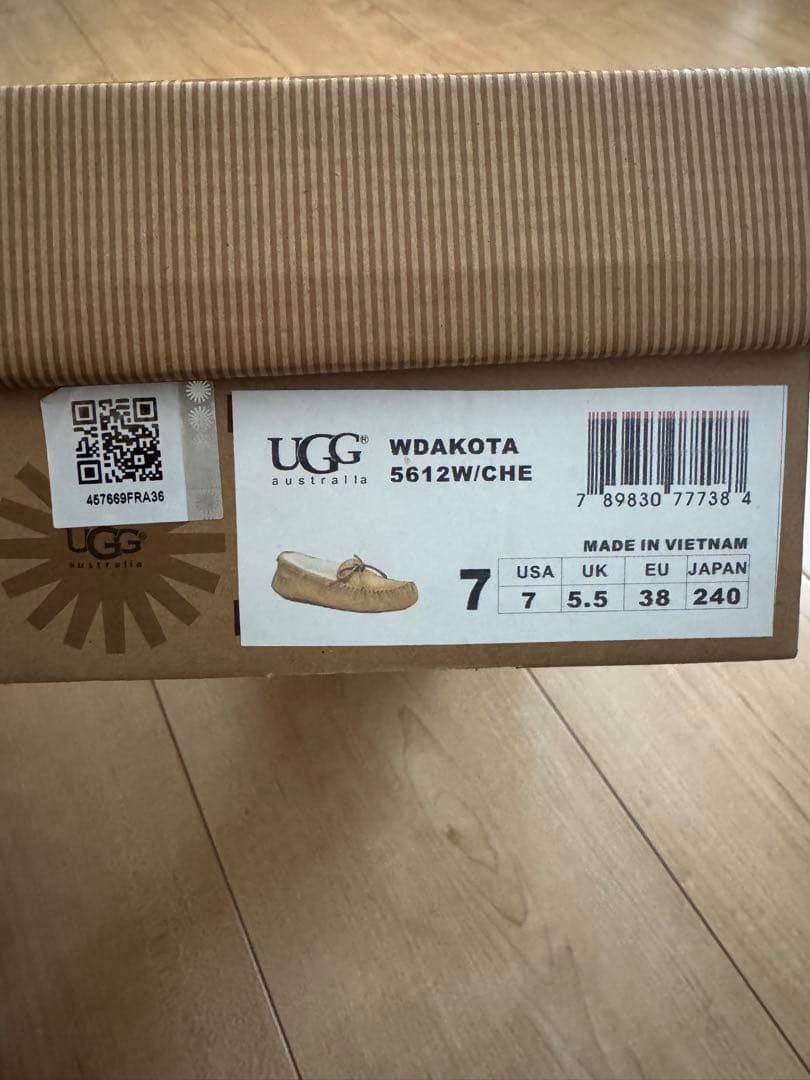 457669FRA36
UGG®
australia
UGG®
australia
WDAKOTA
5612W/CHE
7 89830 77738 4
MADE IN VIETNAM
7
USA UK EU JAPAN
7 5.5 38 240